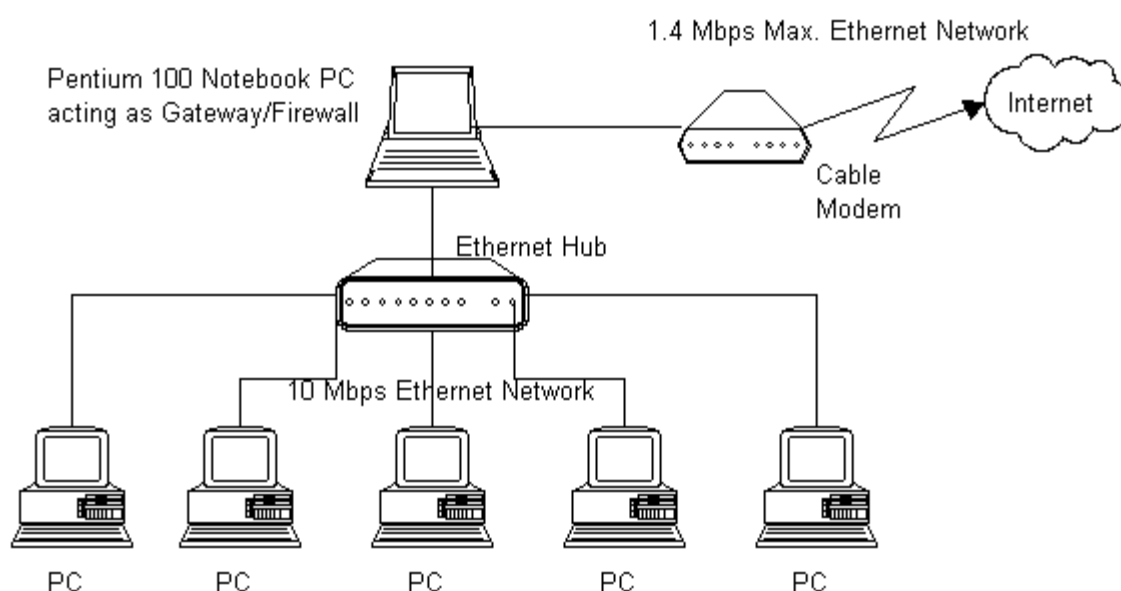 1.4 Mbps Max. Ethernet Network
Pentium 100 Notebook PC
acting as Gateway/Firewall
Internet
Cable
Modem
Ethernet Hub
10 Mbps Ethernet Network
PC
PC
PC
PC
PC